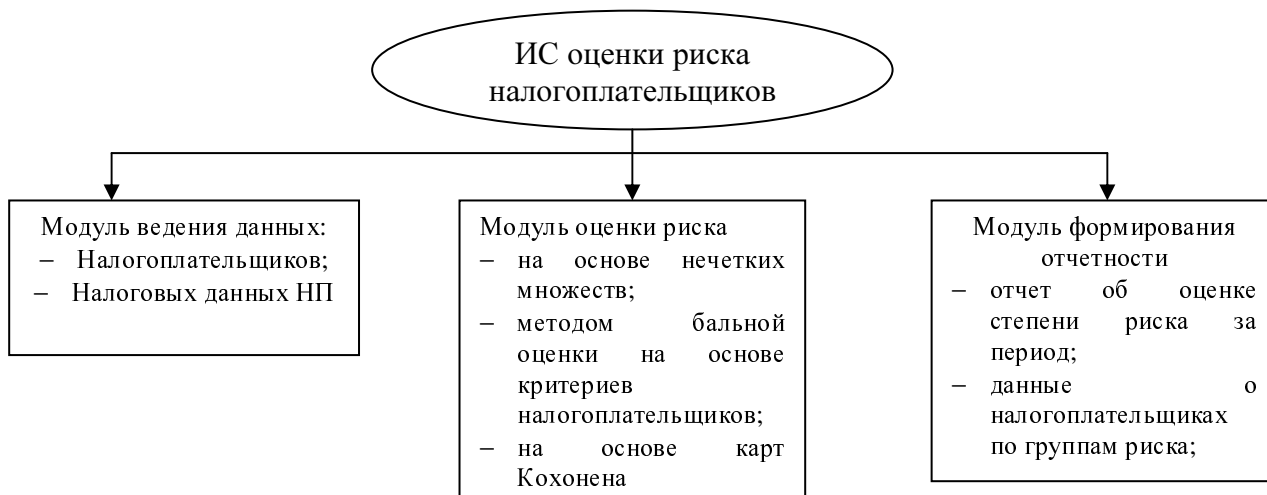 ИС оценки риска
налогоплательщиков
Модуль ведения данных:
– Налогоплательщиков;
– Налоговых данных НП
Модуль оценки риска
– на основе нечетких
множеств;
– методом бальной
оценки на основе
критериев
налогоплательщиков;
– на основе карт
Кохонена
Модуль формирования
отчетности
– отчет об оценке
степени риска за
период;
– данные о
налогоплательщиках
по группам риска;